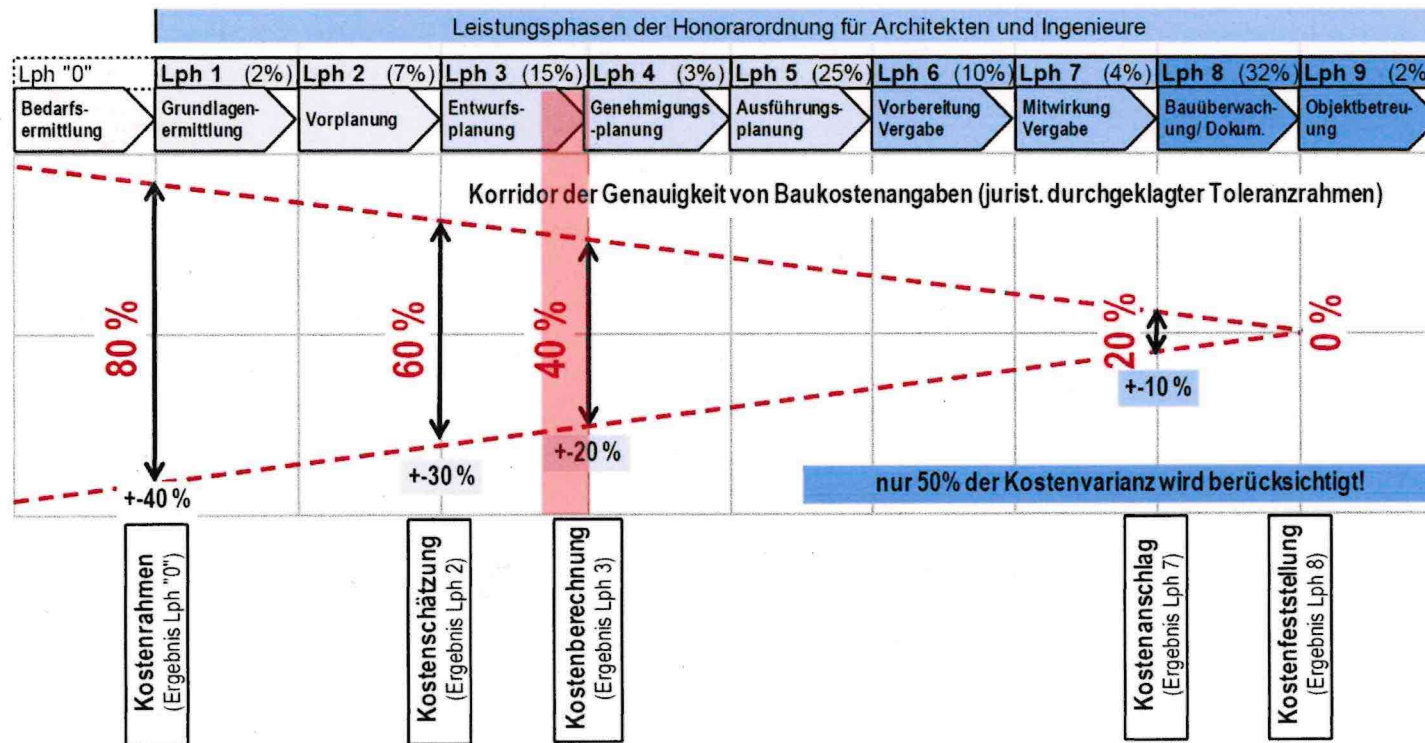 Leistungsphasen der Honorarordnung für Architekten und Ingenieure
Lph "0"
Lph 1 (2%)
Lph 2 (7%)
Lph 3 (15%)
Lph 4 (3%)
Lph 5 (25%)
Lph 6 (10%)
Lph 7 (4%)
Lph 8 (32%)
Lph 9 (2%
Bedarfs-
ermittlung
Grundlagen-
ermittlung
Vorplanung
Entwurfs-
planung
Genehmigungs
-planung
Ausführungs-
planung
Vorbereitung
Vergabe
Mitwirkung
Vergabe
Bauüberwach-
ung/ Dokum.
Objektbetreu-
ung
Korridor der Genauigkeit von Baukostenangaben (jurist. durchgeklagter Toleranzrahmen)
80 %
60 %
40 %
20 %
0 %
+-40 %
+-30 %
+-20 %
+-10 %
nur 50% der Kostenvarianz wird berücksichtigt!
Kostenrahmen
(Ergebnis Lph "0")
Kostenschätzung
(Ergebnis Lph 2)
Kostenberechnung
(Ergebnis Lph 3)
Kostenanschlag
(Ergebnis Lph 7)
Kostenfeststellung
(Ergebnis Lph 8)